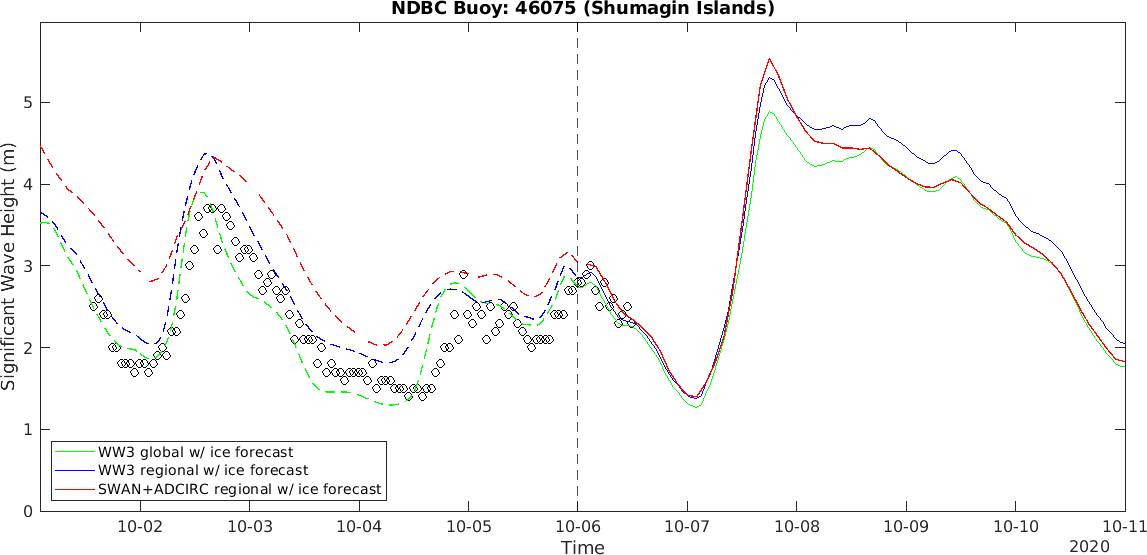 NDBC Buoy: 46075 (Shumagin Islands)
Significant Wave Height (m)
5
4
3
2
1
0
WW3 global w/ ice forecast
WW3 regional w/ ice forecast
SWAN+ADCIRC regional w/ ice forecast
10-02 10-03 10-04 10-05 10-06 10-07 10-08 10-09 10-10 10-11
Time
2020